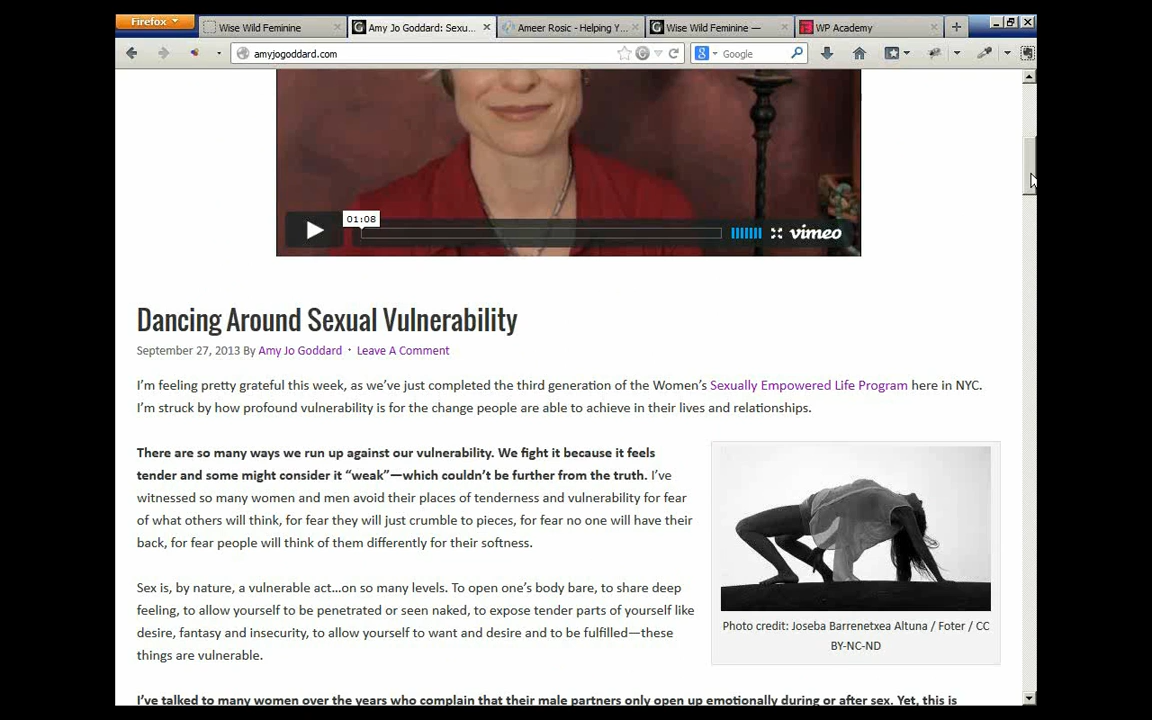 Firefox
Wise Wild Feminine
Amy Jo Goddard: Sexu...
Ameer Rosic - Helping Y...
Wise Wild Feminine —
WP Academy
amyjogoddard.com
Google
01:08
vimeo
Dancing Around Sexual Vulnerability
September 27, 2013 By Amy Jo Goddard · Leave A Comment
I'm feeling pretty grateful this week, as we've just completed the third generation of the Women's Sexually Empowered Life Program here in NYC.
I'm struck by how profound vulnerability is for the change people are able to achieve in their lives and relationships.
There are so many ways we run up against our vulnerability. We fight it because it feels
tender and some might consider it "weak"—which couldn't be further from the truth. I've
witnessed so many women and men avoid their places of tenderness and vulnerability for fear
of what others will think, for fear they will just crumble to pieces, for fear no one will have their
back, for fear people will think of them differently for their softness.
Sex is, by nature, a vulnerable act…on so many levels. To open one's body bare, to share deep
feeling, to allow yourself to be penetrated or seen naked, to expose tender parts of yourself like
desire, fantasy and insecurity, to allow yourself to want and desire and to be fulfilled—these
things are vulnerable.
Photo credit: Joseba Barrenetxea Altuna / Foter / CC
BY-NC-ND
I've talked to many women over the years who complain that their male partners only open up emotionally during or after sex. Yet, this is